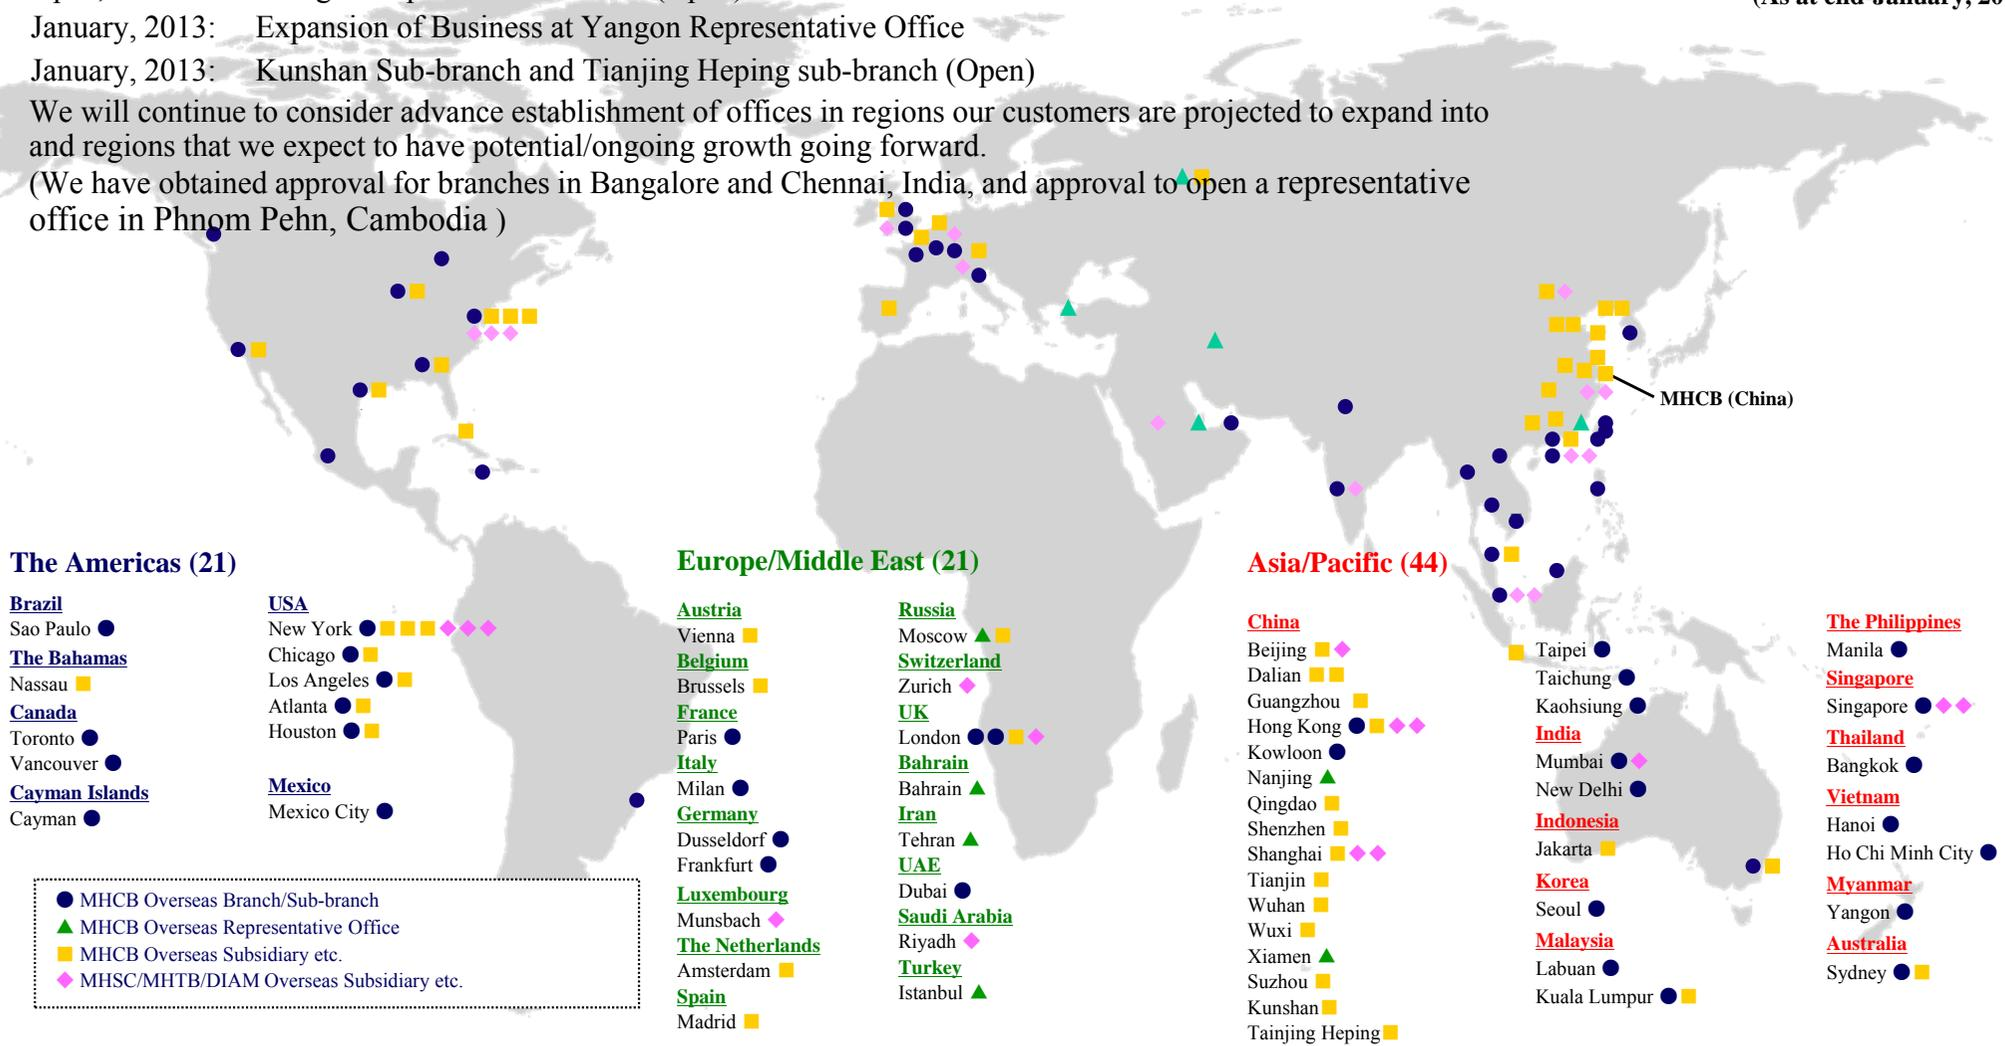 January, 2013: Expansion of Business at Yangon Representative Office
January, 2013: Kunshan Sub-branch and Tianjing Heping sub-branch (Open)
We will continue to consider advance establishment of offices in regions our customers are projected to expand into
and regions that we expect to have potential/ongoing growth going forward.
(We have obtained approval for branches in Bangalore and Chennai, India, and approval to open a representative
office in Phnom Pehn, Cambodia )
MHCB (China)
The Americas (21)
Brazil
Sao Paulo
The Bahamas
Nassau
Canada
Toronto
Vancouver
Cayman Islands
Cayman
USA
New York
Chicago
Los Angeles
Atlanta
Houston
Mexico
Mexico City
MHCB Overseas Branch/Sub-branch
MHCB Overseas Representative Office
MHCB Overseas Subsidiary etc.
MHSC/MHTB/DIAM Overseas Subsidiary etc.
Europe/Middle East (21)
Austria
Vienna
Belgium
Brussels
France
Paris
Italy
Milan
Germany
Dusseldorf
Frankfurt
Luxembourg
Munsbach
The Netherlands
Amsterdam
Spain
Madrid
Russia
Moscow
Switzerland
Zurich
UK
London
Bahrain
Bahrain
Iran
Tehran
UAE
Dubai
Saudi Arabia
Riyadh
Turkey
Istanbul
Asia/Pacific (44)
China
Beijing
Dalian
Guangzhou
Hong Kong
Kowloon
Nanjing
Qingdao
Shenzhen
Shanghai
Tianjin
Wuhan
Wuxi
Xiamen
Suzhou
Kunshan
Tainjing Heping
Taipei
Taichung
Kaohsiung
India
Mumbai
New Delhi
Indonesia
Jakarta
Korea
Seoul
Malaysia
Labuan
Kuala Lumpur
The Philippines
Manila
Singapore
Singapore
Thailand
Bangkok
Vietnam
Hanoi
Ho Chi Minh City
Myanmar
Yangon
Australia
Sydney